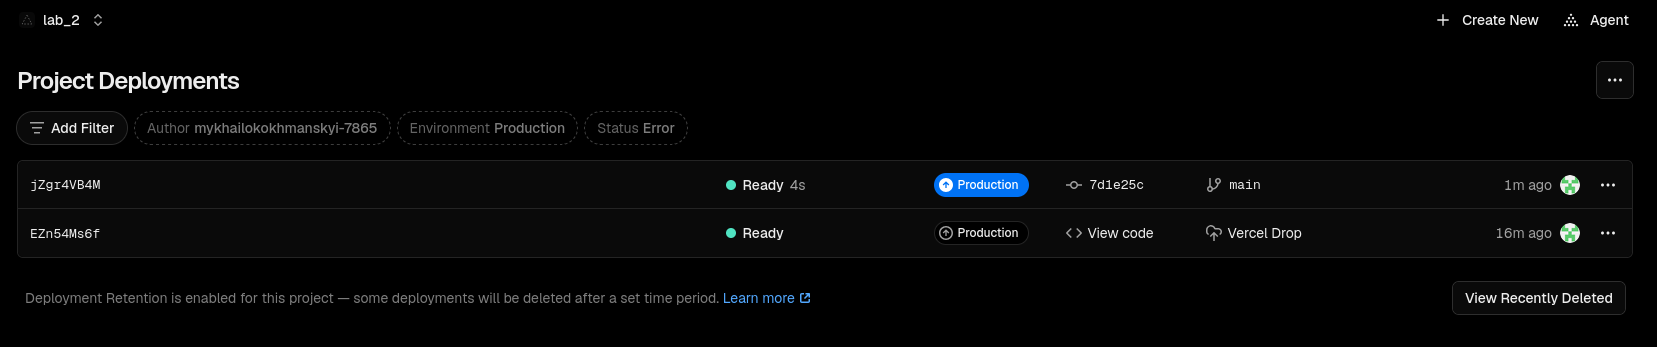 lab_2
Create New
Agent
Project Deployments
Add Filter
Author mykhailokokhmanskyi-7865
Environment Production
Status Error
jZgr4VB4M Ready 4s Production 7d1e25c main 1m ago
EZn54Ms6f Ready Production View code Vercel Drop 16m ago
Deployment Retention is enabled for this project — some deployments will be deleted after a set time period. Learn more
View Recently Deleted